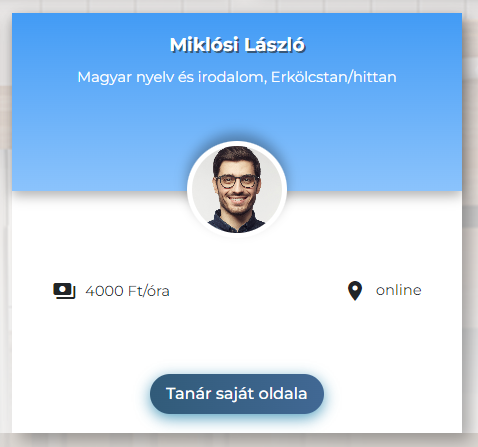 Miklósi László
Magyar nyelv és irodalom, Erkölcstan/hittan
4000 Ft/óra
online
Tanár saját oldala